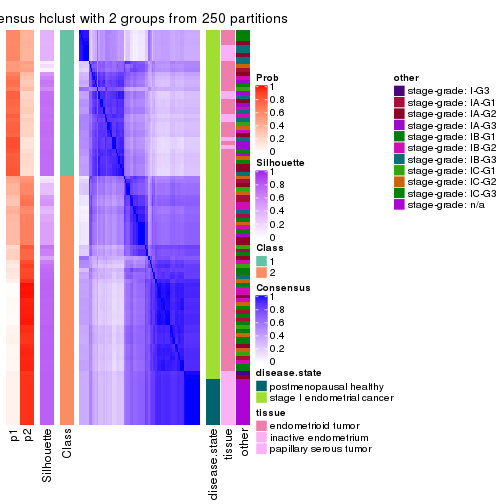 ensus hclust with 2 groups from 250 partitions
Prob
1
0.8
0.6
0.4
0.2
0
Silhouette
1
0.8
0.6
0.4
0.2
0
Class
1
2
Consensus
1
0.8
0.6
0.4
0.2
0
disease.state
postmenopausal healthy
stage I endometrial cancer
tissue
endometrioid tumor
inactive endometrium
papillary serous tumor
other
stage-grade: I-G3
stage-grade: IA-G1
stage-grade: IA-G2
stage-grade: IA-G3
stage-grade: IB-G1
stage-grade: IB-G2
stage-grade: IB-G3
stage-grade: IC-G1
stage-grade: IC-G2
stage-grade: IC-G3
stage-grade: n/a
p1
p2
Silhouette
Class
disease.state
tissue
other